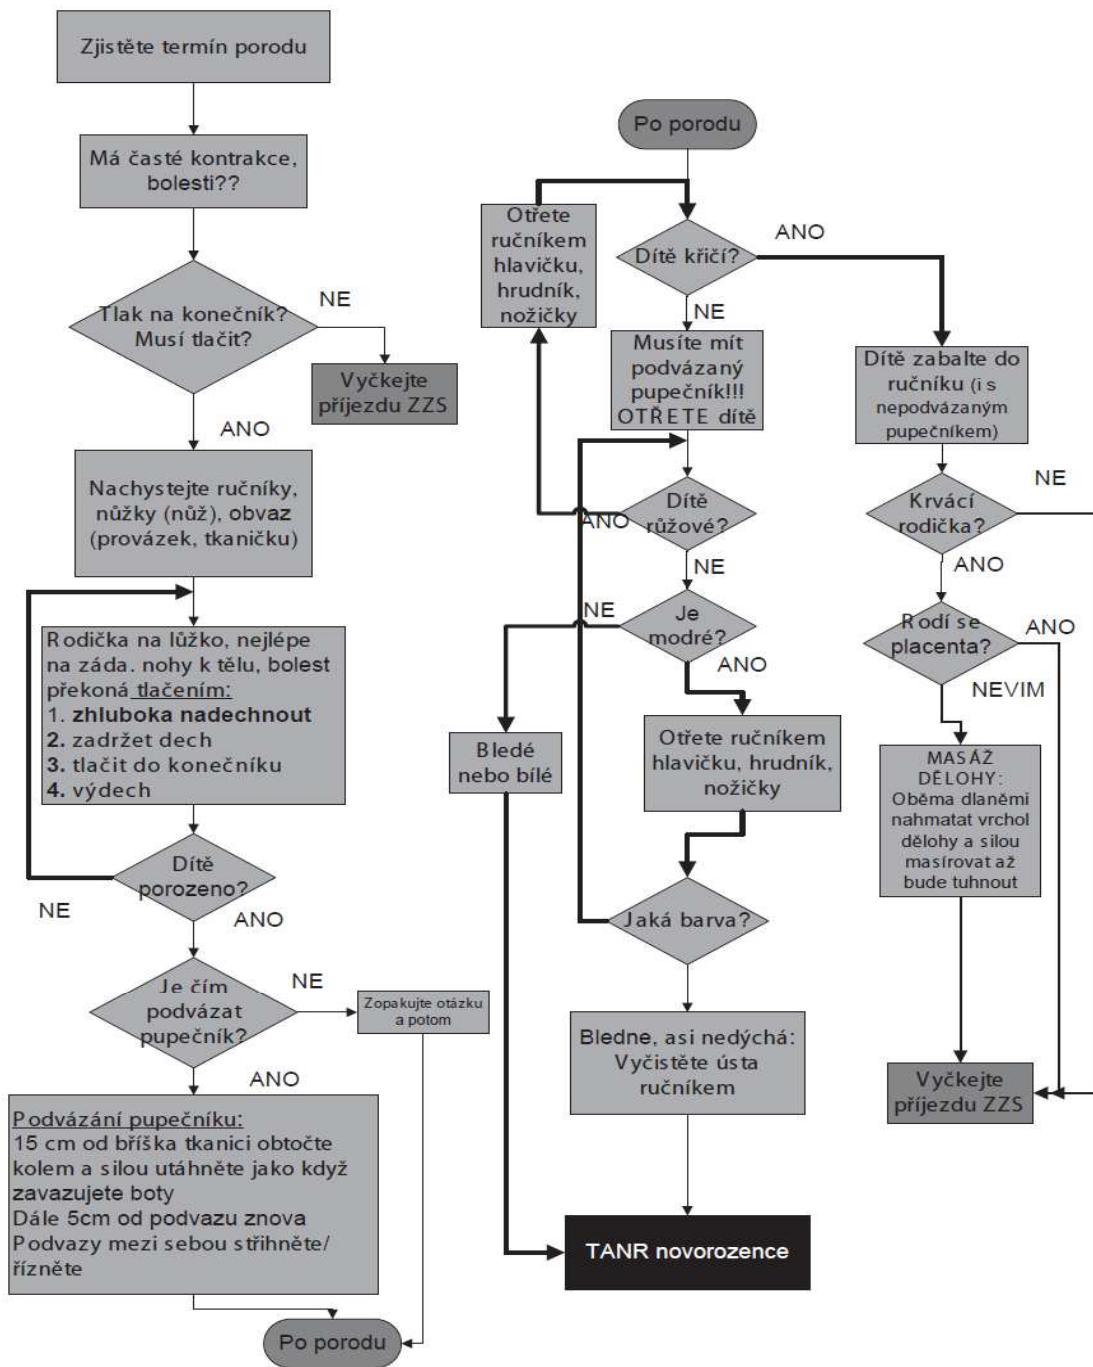 Zjistěte termín porodu
Má časté kontrakce,
bolesti??
Tlak na konečník?
Musí tlačit?
NE
Vyčkejte
příjezdu ZZS
ANO
Nachystejte ručníky,
nůžky (nůž), obvaz
(provázek, tkaničku)
Rodička na lůžko, nejlépe
na záda. nohy k tělu, bolest
překoná tlačením:
1. zhluboka nadechnout
2. zadržet dech
3. tlačit do konečníku
4. výdech
Dítě
porozeno?
NE
ANO
Je čím
podvázat
pupečník?
NE
Zopakujte otázku
a potom
ANO
Podvázání pupečníku:
15 cm od bříška tkanici obtočte
kolem a silou utáhněte jako když
zavazujete boty
Dále 5cm od podvazu znova
Podvazy mezi sebou střihněte/
řízněte
Po porodu
Po porodu
Otřete
ručníkem
hlavičku,
hrudník,
nožičky
Dítě křičí?
ANO
NE
Musíte mít
podvázaný
pupečník!!!
OTŘETE dítě
Dítě
růžové?
ANO
NE
Je
modré?
NE
ANO
Bledé
nebo bílé
Otřete ručníkem
hlavičku, hrudník,
nožičky
Jaká barva?
Bledne, asi nedýchá:
Vyčistěte ústa
ručníkem
TANR novorozence
Dítě zabalte do
ručníku (i s
nepodvázaným
pupečníkem)
Krvácí
rodička?
NE
ANO
Rodí se
placenta?
ANO
NEVIM
MASÁŽ
DĚLOHY:
Oběma dlaněmi
nahmatat vrchol
dělohy a silou
masírovat až
bude tuhnout
Vyčkejte
příjezdu ZZS